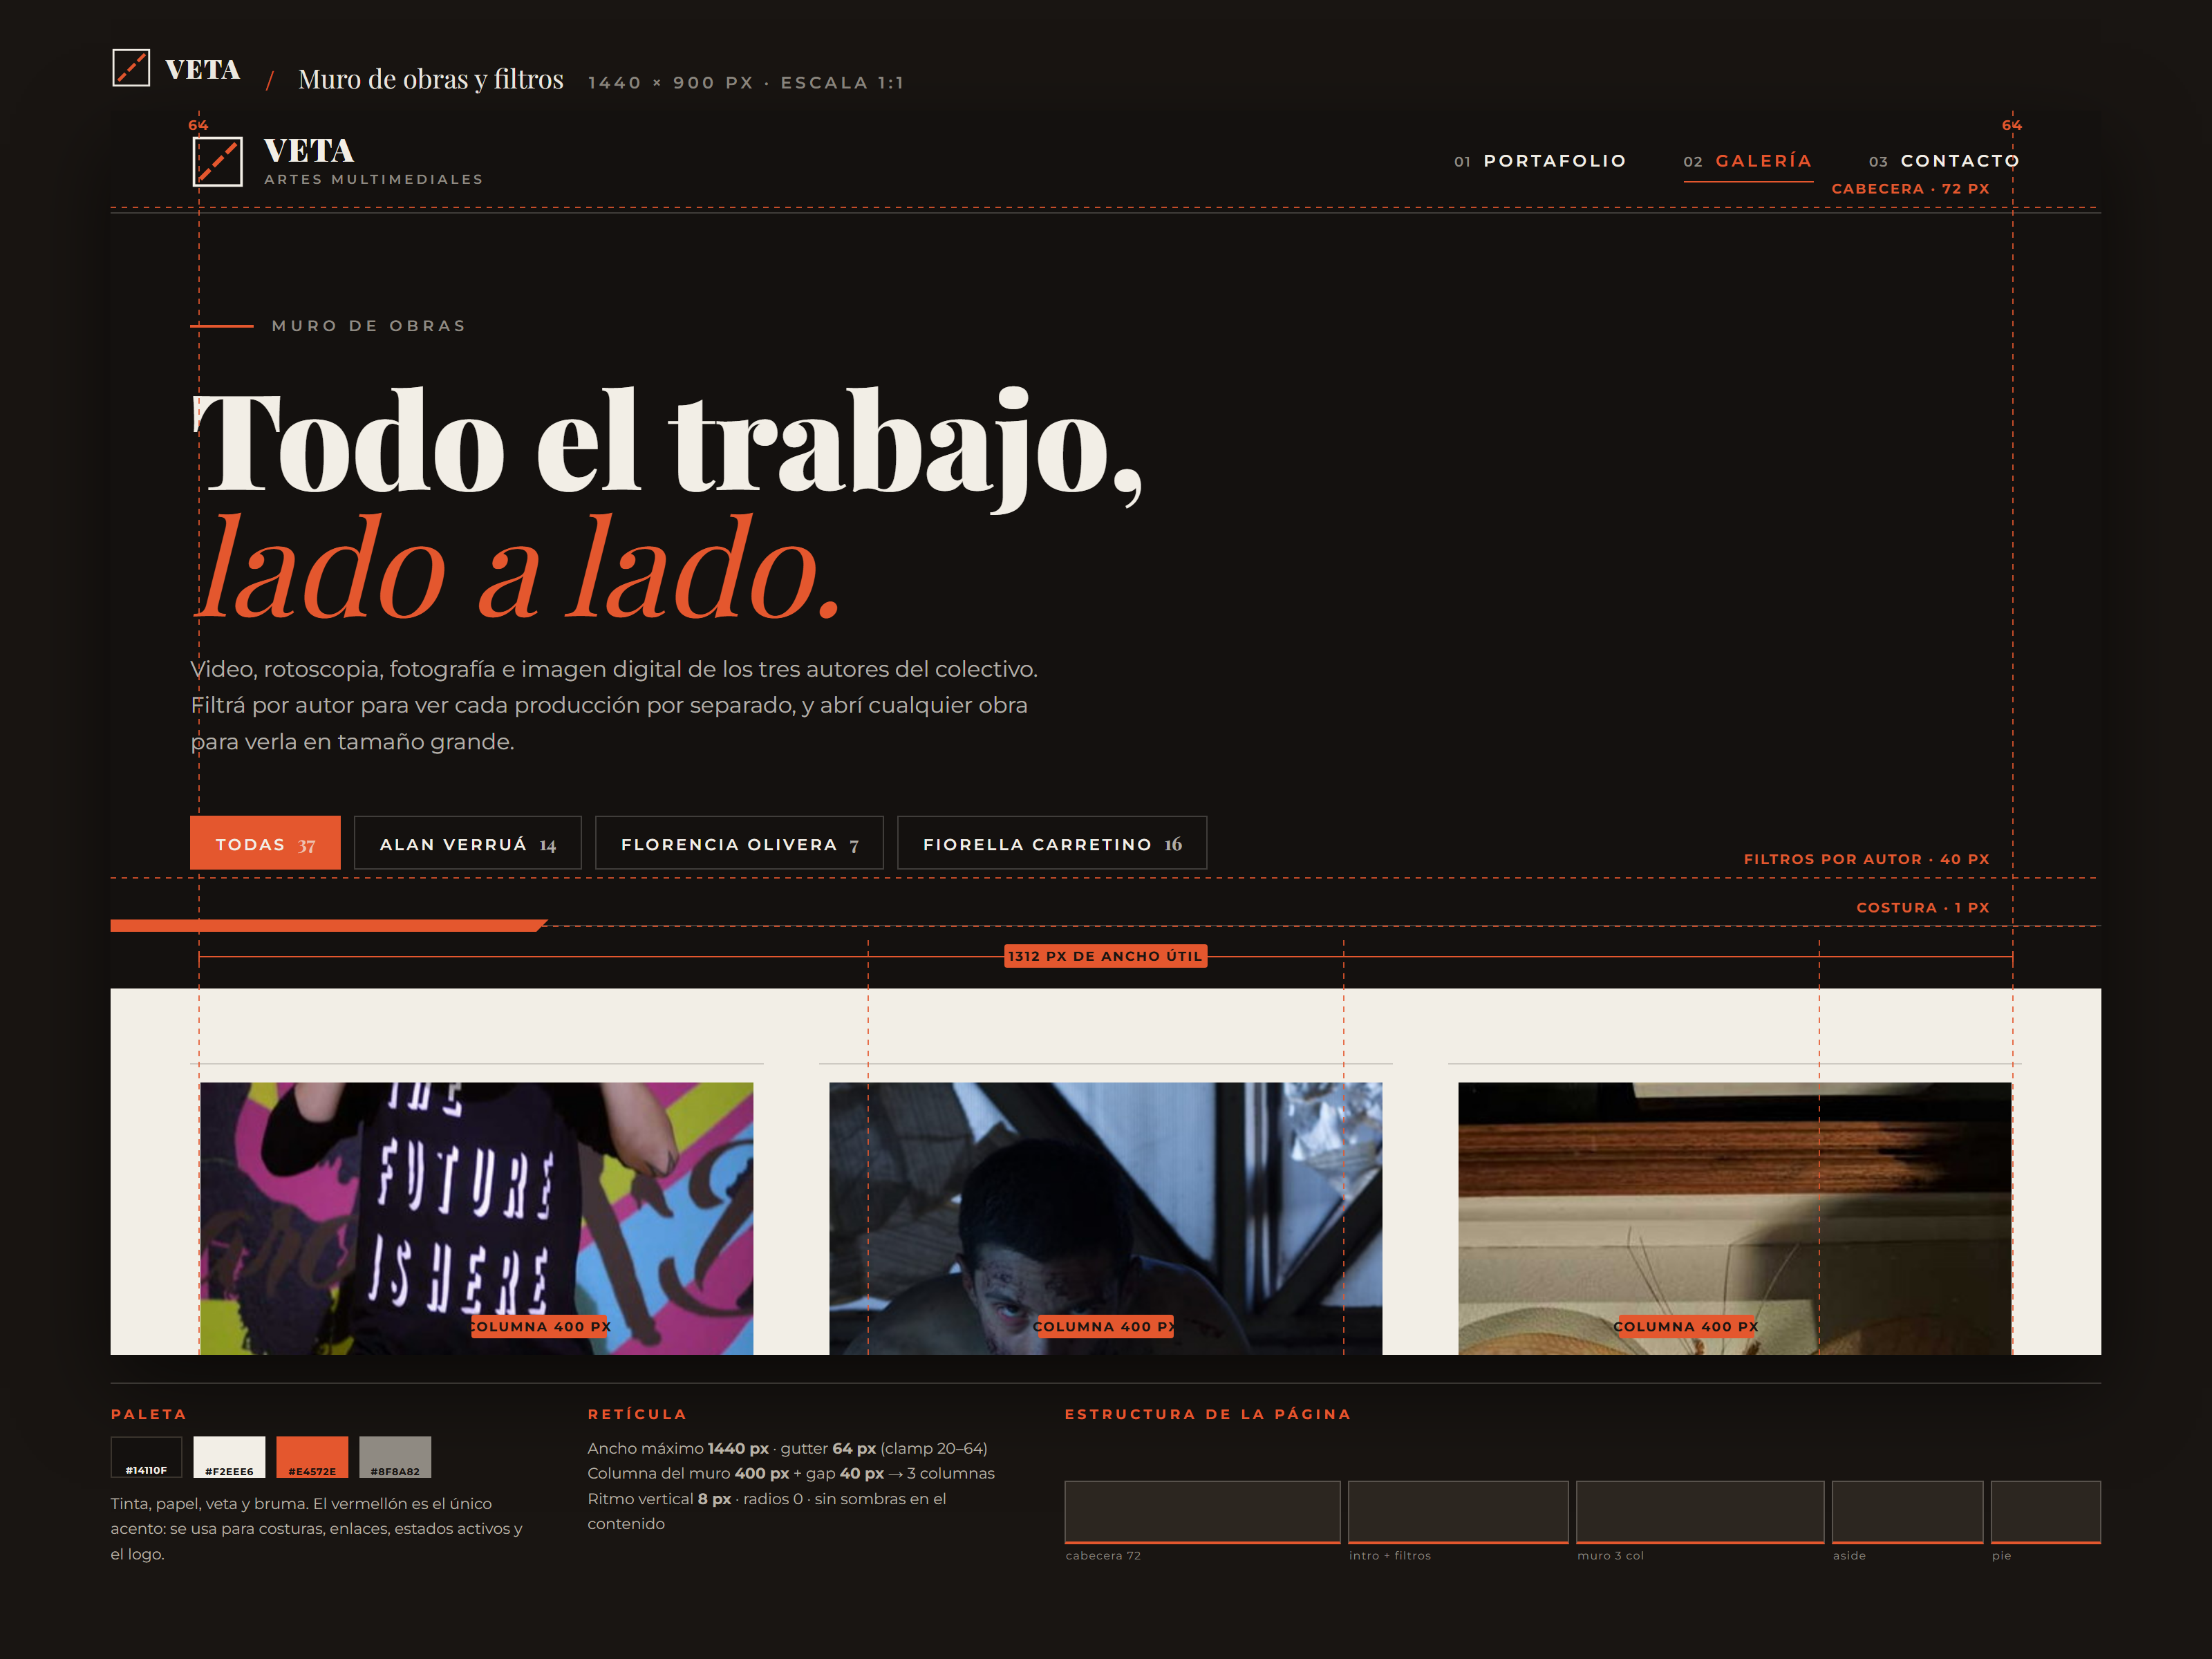 VETA / Muro de obras y filtros 1440 × 900 PX · ESCALA 1:1
64
64
VETA
ARTES MULTIMEDIALES
01 PORTAFOLIO
02 GALERÍA
03 CONTACTO
CABECERA · 72 PX
MURO DE OBRAS
Todo el trabajo,
lado a lado.
Video, rotoscopia, fotografía e imagen digital de los tres autores del colectivo.
Filtrá por autor para ver cada producción por separado, y abrí cualquier obra
para verla en tamaño grande.
TODAS 37
ALAN VERRUÁ 14
FLORENCIA OLIVERA 7
FIORELLA CARRETINO 16
FILTROS POR AUTOR · 40 PX
COSTURA · 1 PX
1312 PX DE ANCHO ÚTIL
THE
FUTURE
IS HERE
COLUMNA 400 PX
COLUMNA 400 PX
COLUMNA 400 PX
PALETA
#14110F
#F2EEE6
#E4572E
#8F8A82
Tinta, papel, veta y bruma. El vermellón es el único
acento: se usa para costuras, enlaces, estados activos y
el logo.
RETÍCULA
Ancho máximo 1440 px · gutter 64 px (clamp 20–64)
Columna del muro 400 px + gap 40 px → 3 columnas
Ritmo vertical 8 px · radios 0 · sin sombras en el
contenido
ESTRUCTURA DE LA PÁGINA
cabecera 72
intro + filtros
muro 3 col
aside
pie